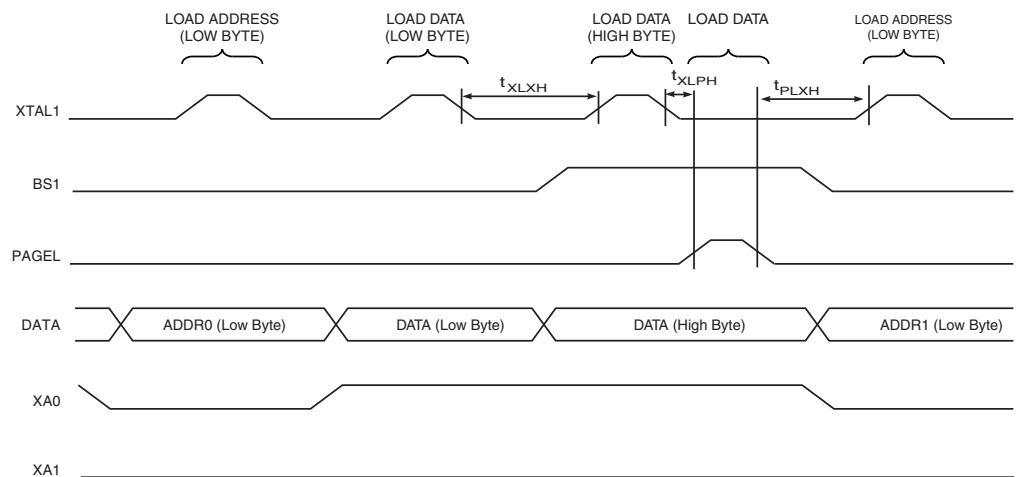 LOAD ADDRESS
(LOW BYTE)
LOAD DATA
(LOW BYTE)
LOAD DATA
(HIGH BYTE)
LOAD DATA
LOAD ADDRESS
(LOW BYTE)
XTAL1
tXLXH
tXLPH
tPLXH
BS1
PAGEL
DATA
ADDR0 (Low Byte)
DATA (Low Byte)
DATA (High Byte)
ADDR1 (Low Byte)
XA0
XA1